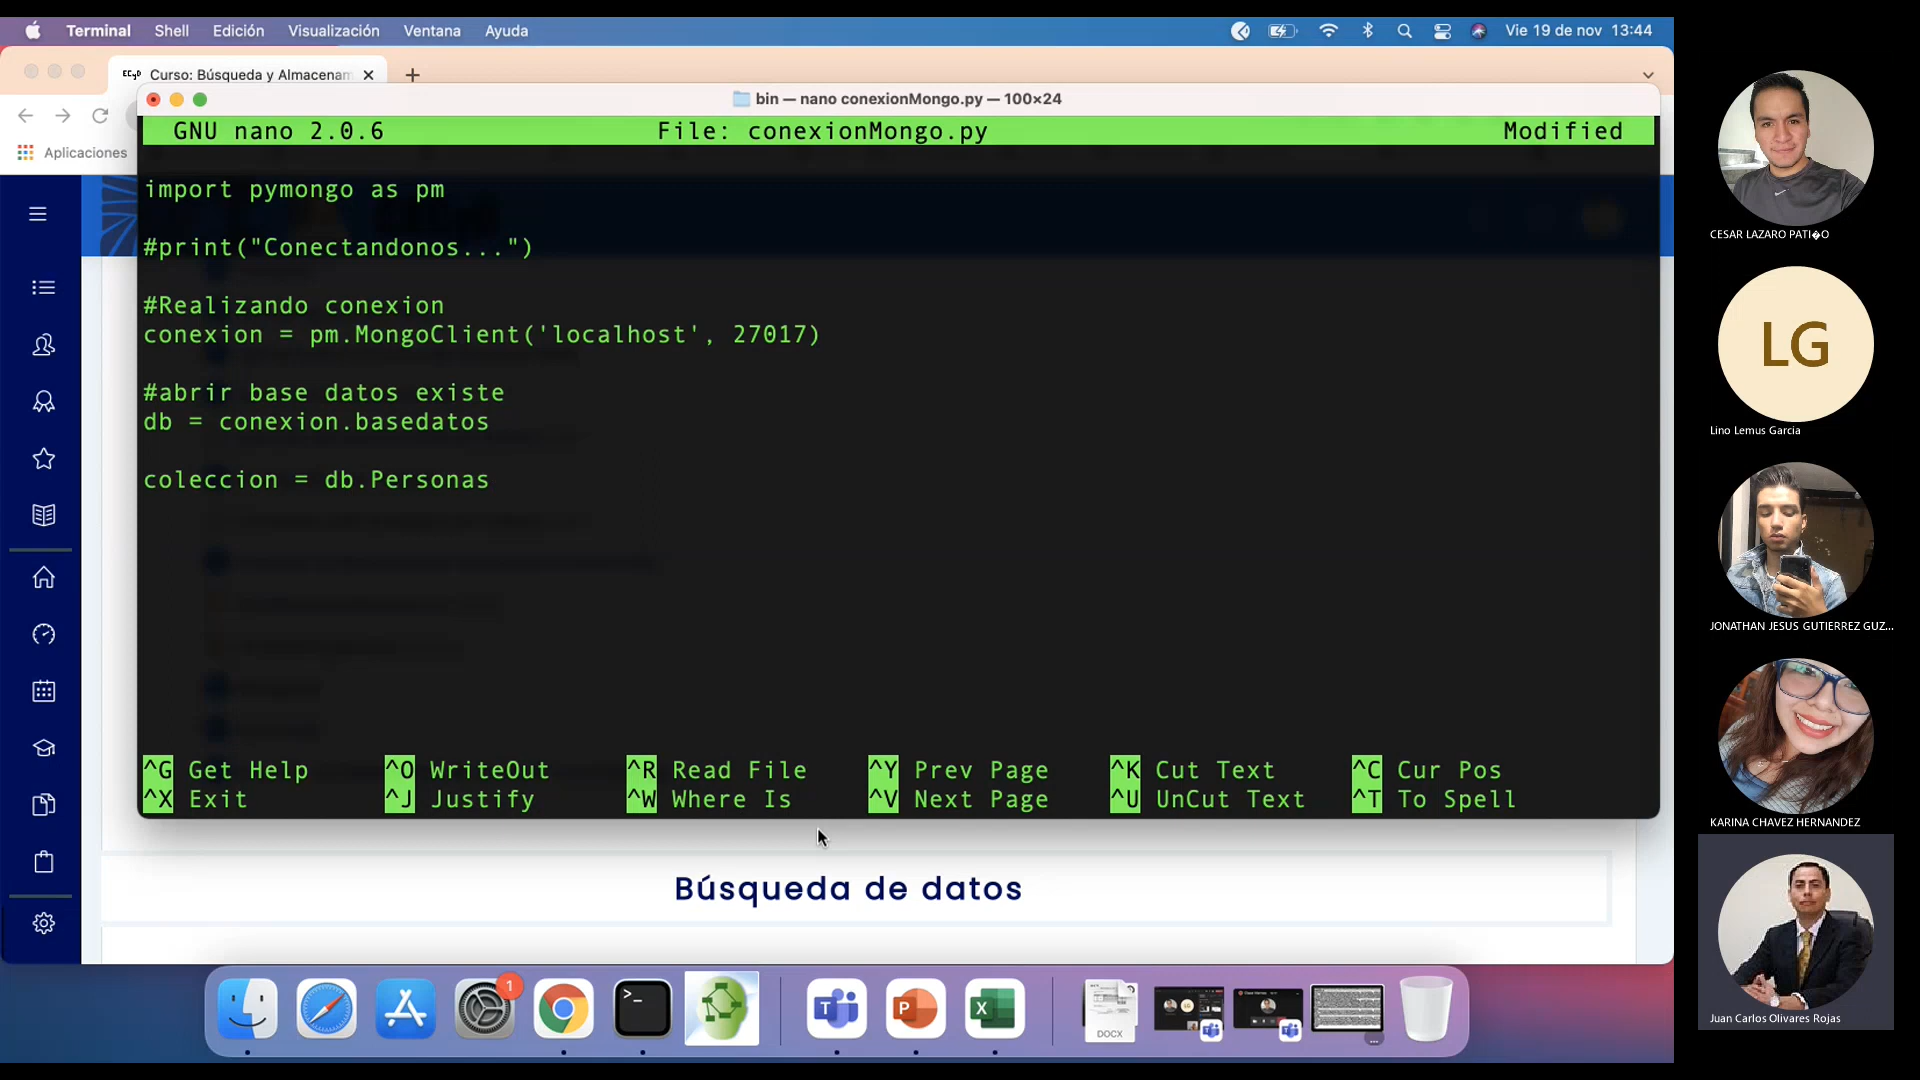 Terminal Shell Edición Visualización Ventana Ayuda Vie 19 de nov 13:44
ECyD Curso: Búsqueda y Almacenam
bin — nano conexionMongo.py — 100×24
Aplicaciones
GNU nano 2.0.6 File: conexionMongo.py Modified
import pymongo as pm
#print("Conectandonos...")
#Realizando conexion
conexion = pm.MongoClient('localhost', 27017)
#abrir base datos existe
db = conexion.basedatos
coleccion = db.Personas
^G Get Help ^O WriteOut ^R Read File ^Y Prev Page ^K Cut Text ^C Cur Pos
^X Exit ^J Justify ^W Where Is ^V Next Page ^U UnCut Text ^T To Spell
Búsqueda de datos
1
>_
T
P
X
DOCX
CESAR LAZARO PATI�O
LG
Lino Lemus Garcia
JONATHAN JESUS GUTIERREZ GUZ...
KARINA CHAVEZ HERNANDEZ
Juan Carlos Olivares Rojas